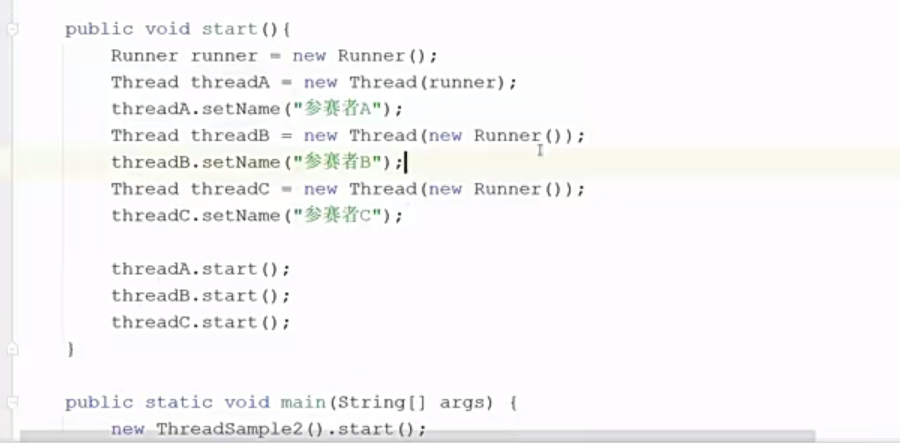 public void start(){
Runner runner = new Runner();
Thread threadA = new Thread(runner);
threadA.setName("参赛者A");
Thread threadB = new Thread(new Runner());
threadB.setName("参赛者B");
Thread threadC = new Thread(new Runner());
threadC.setName("参赛者C");
threadA.start();
threadB.start();
threadC.start();
}
public static void main(String[] args) {
new ThreadSample2().start();